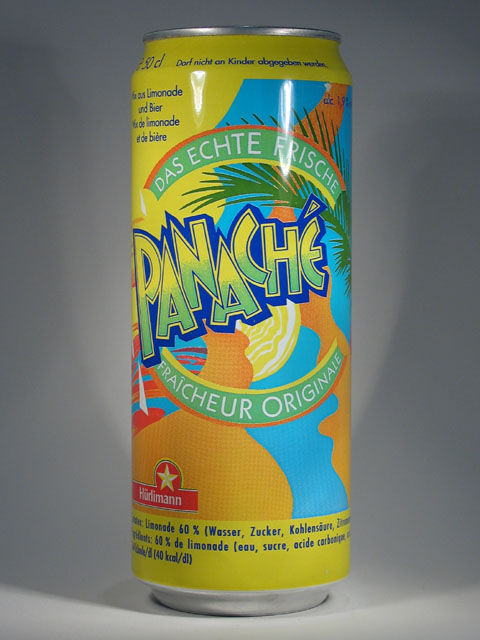 50 cl Darf nicht an Kinder abgegeben werden..
aus Limonade
und Bier
de limonade
et de bière
DAS ECHTE FRISCHE
PANACHÉ
FRAÎCHEUR ORIGINALE
Hürlimann
Limonade 60 % (Wasser, Zucker, Kohlensäure,
60 % de limonade (eau, sucre, acide carbonique,
(40 kcal/dl)